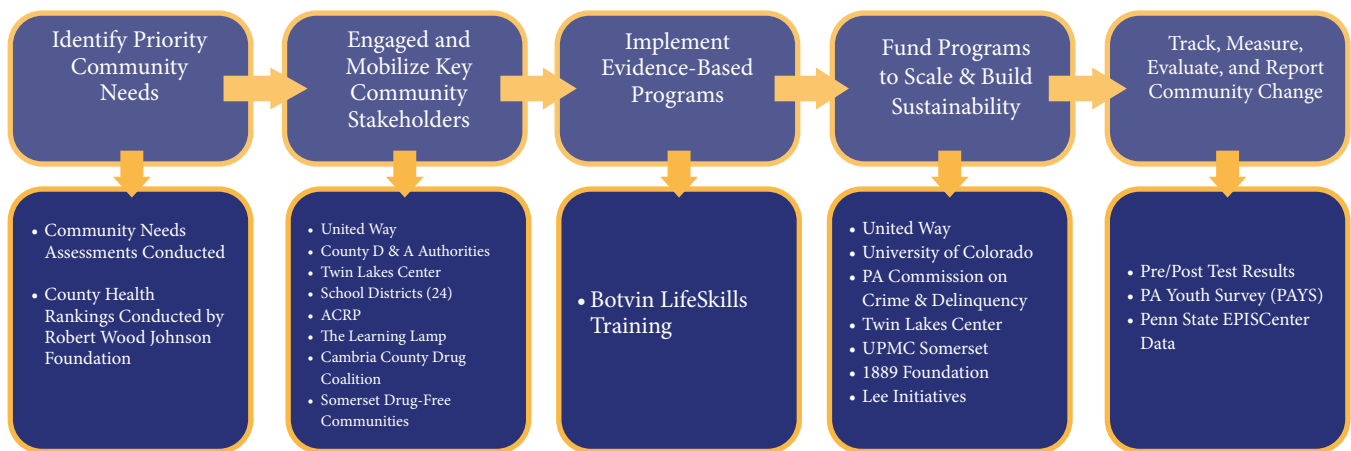 Identify Priority
Community
Needs
Engaged and
Mobilize Key
Community
Stakeholders
Implement
Evidence-Based
Programs
Fund Programs
to Scale & Build
Sustainability
Track, Measure,
Evaluate, and Report
Community Change
• Community Needs
Assessments Conducted
• County Health
Rankings Conducted by
Robert Wood Johnson
Foundation
• United Way
• County D & A Authorities
• Twin Lakes Center
• School Districts (24)
• ACRP
• The Learning Lamp
• Cambria County Drug
Coalition
• Somerset Drug-Free
Communities
• Botvin LifeSkills
Training
• United Way
• University of Colorado
• PA Commission on
Crime & Delinquency
• Twin Lakes Center
• UPMC Somerset
• 1889 Foundation
• Lee Initiatives
• Pre/Post Test Results
• PA Youth Survey (PAYS)
• Penn State EPISCenter
Data